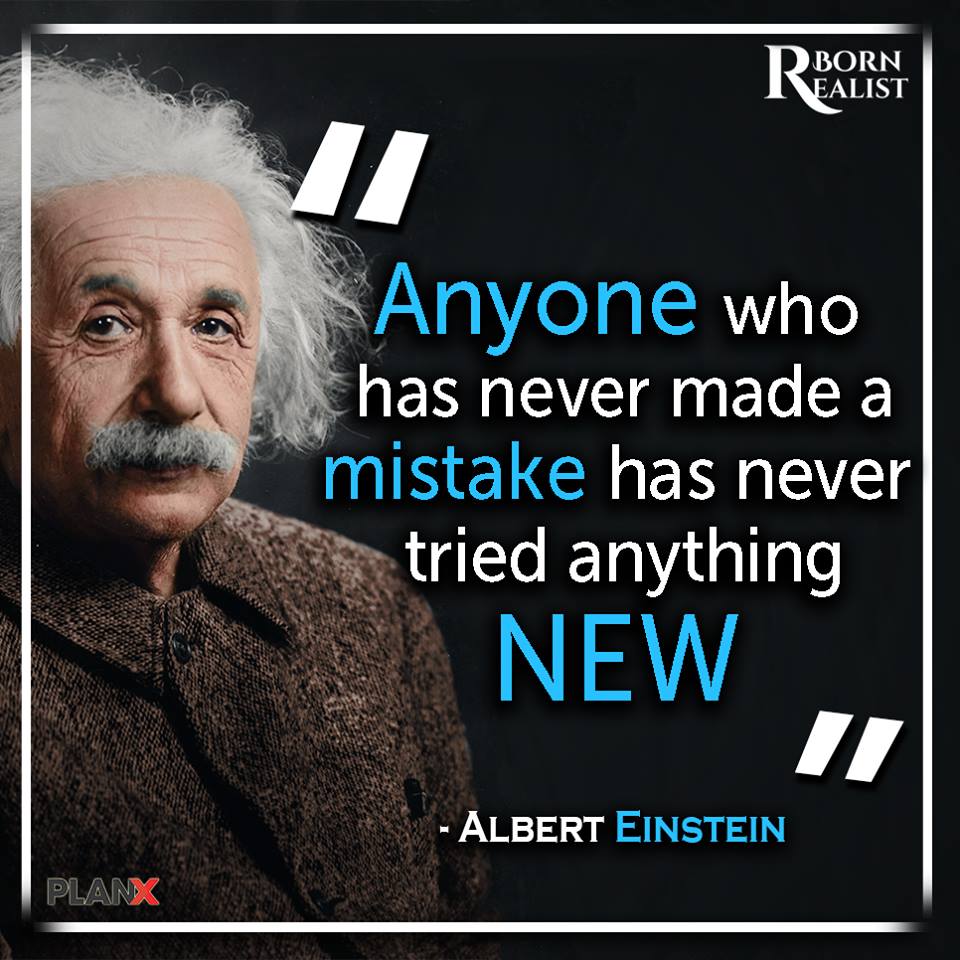 BORN
REALIST
"
Anyone who
has never made a
mistake has never
tried anything
NEW
"
- ALBERT EINSTEIN
PLANX